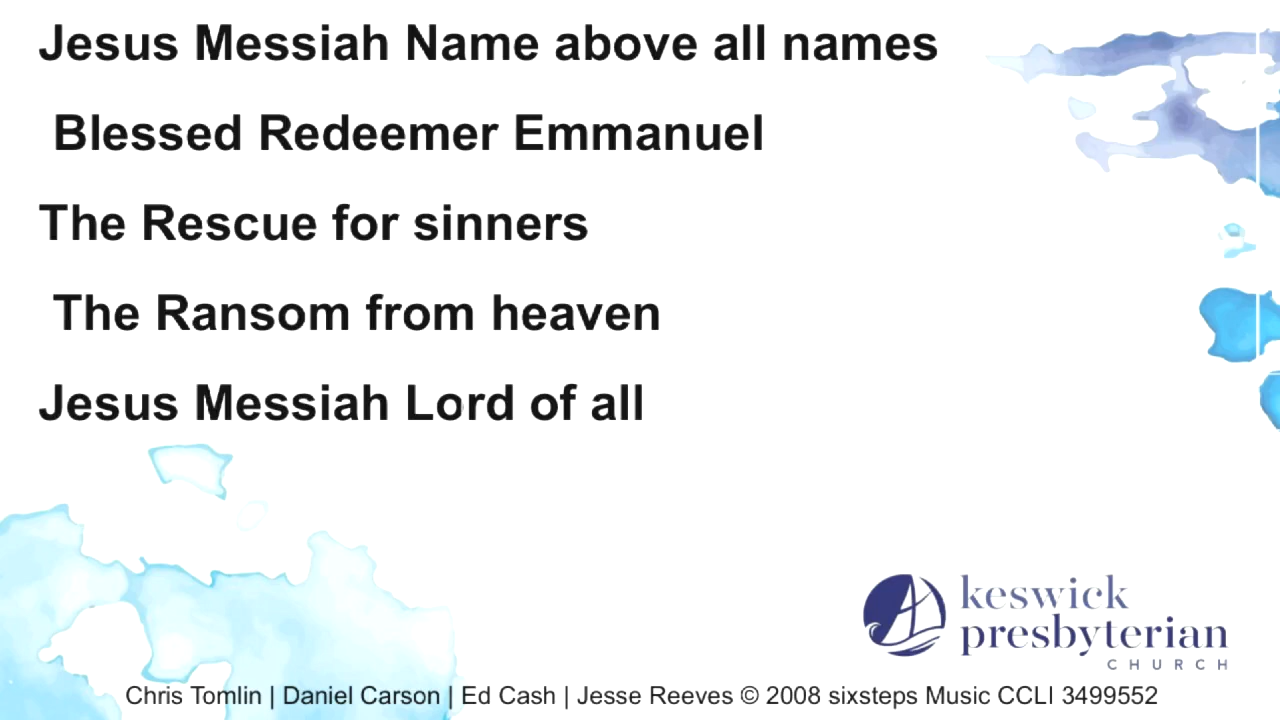 Jesus Messiah Name above all names
Blessed Redeemer Emmanuel
The Rescue for sinners
The Ransom from heaven
Jesus Messiah Lord of all
keswick
presbyterian
CHURCH
Chris Tomlin | Daniel Carson | Ed Cash | Jesse Reeves © 2008 sixsteps Music CCLI 3499552